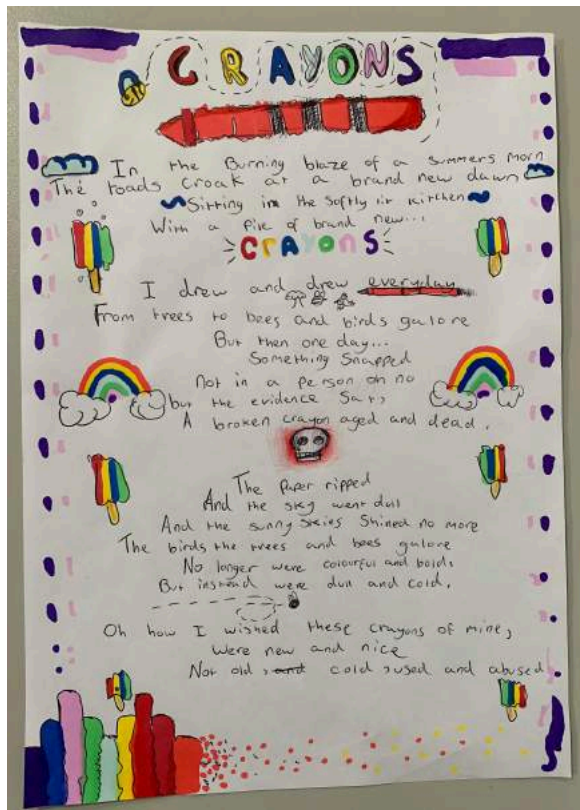 CRAYONS
In the Burning blaze of a summers morn
The toads croak at a brand new dawn
Sitting in the softly lit kitchen
With a pile of brand new...
CRAYONS
I drew and drew everyday
From trees to bees and birds galore
But then one day...
Something Snapped
Not in a person oh no
but the evidence Sat,
A broken crayon aged and dead.
The Paper ripped
And the sky went dull
And the sunny skies Shined no more
The birds the trees and bees galore
No longer were colourful and bold,
But instead were dull and cold.
Oh how I wished these crayons of mine,
Were new and nice
Not old, and cold, used and abused